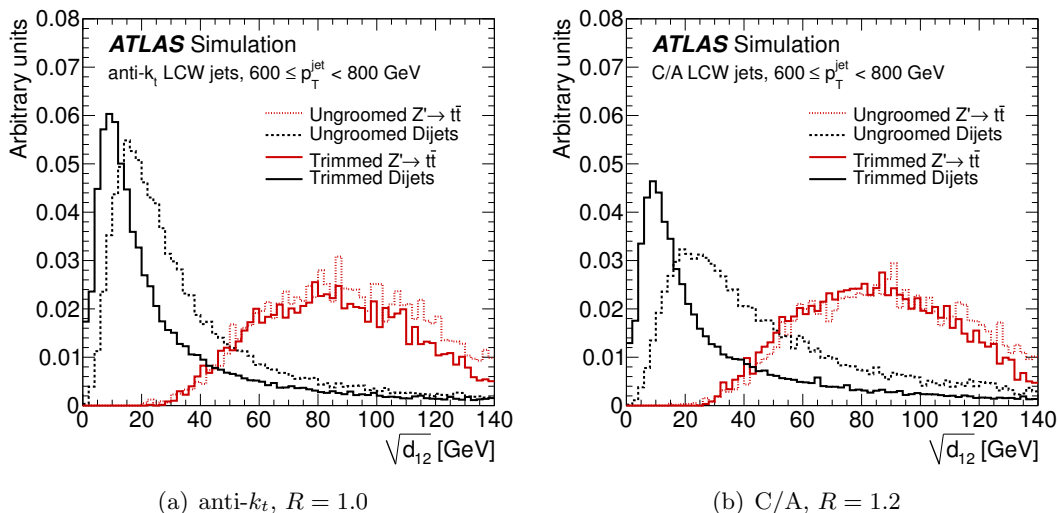 Arbitrary units
0.08
0.07
0.06
0.05
0.04
0.03
0.02
0.01
0
ATLAS Simulation
anti-kₜ LCW jets, 600 ≤ p_T^jet < 800 GeV
Ungroomed Z'→ tt̄
Ungroomed Dijets
Trimmed Z'→ tt̄
Trimmed Dijets
0 20 40 60 80 100 120 140
√d₁₂ [GeV]
(a) anti-kₜ, R = 1.0
Arbitrary units
0.08
0.07
0.06
0.05
0.04
0.03
0.02
0.01
0
ATLAS Simulation
C/A LCW jets, 600 ≤ p_T^jet < 800 GeV
Ungroomed Z'→ tt̄
Ungroomed Dijets
Trimmed Z'→ tt̄
Trimmed Dijets
0 20 40 60 80 100 120 140
√d₁₂ [GeV]
(b) C/A, R = 1.2